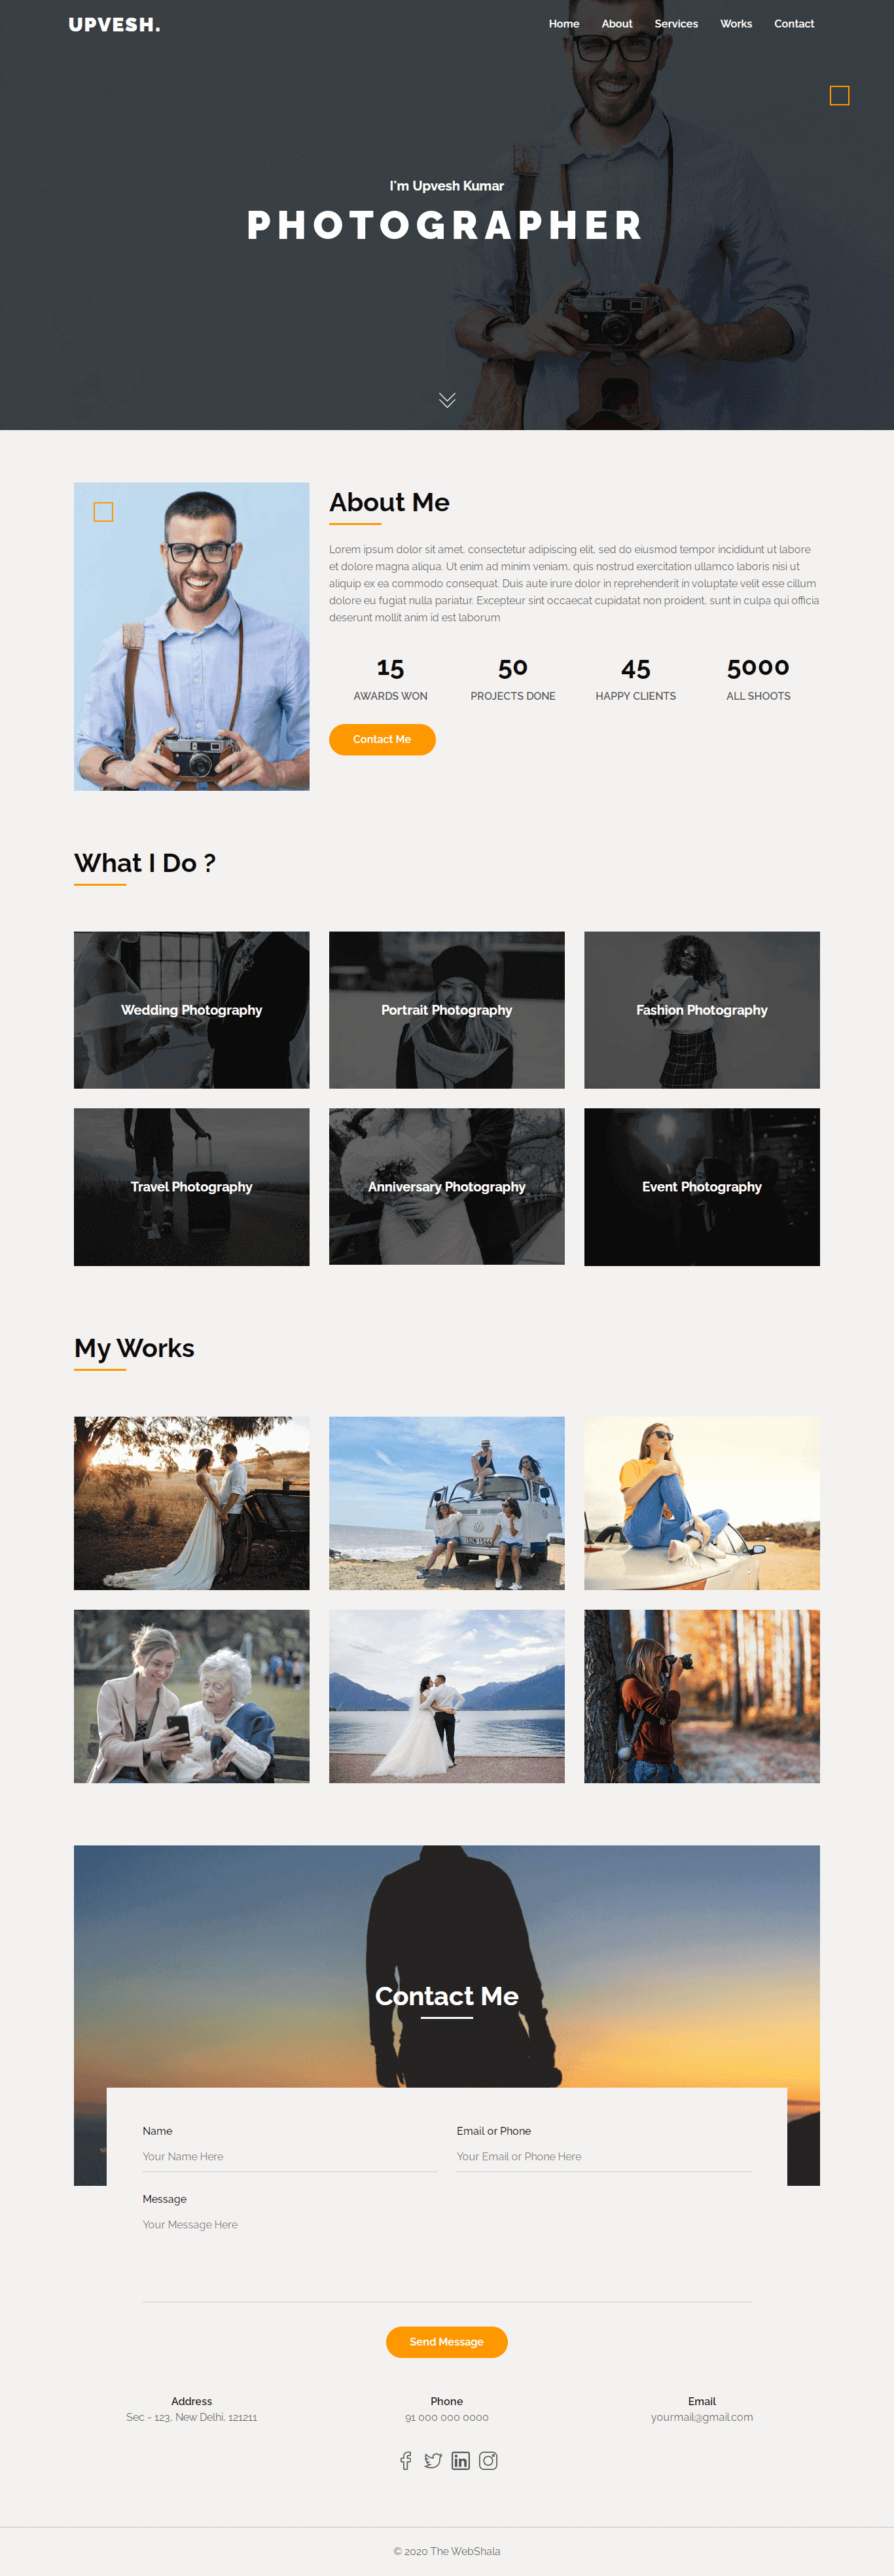 UPVESH.
Home About Services Works Contact
I'm Upvesh Kumar
PHOTOGRAPHER
About Me
Lorem ipsum dolor sit amet, consectetur adipiscing elit, sed do eiusmod tempor incididunt ut labore
et dolore magna aliqua. Ut enim ad minim veniam, quis nostrud exercitation ullamco laboris nisi ut
aliquip ex ea commodo consequat. Duis aute irure dolor in reprehenderit in voluptate velit esse cillum
dolore eu fugiat nulla pariatur. Excepteur sint occaecat cupidatat non proident, sunt in culpa qui officia
deserunt mollit anim id est laborum
15 50 45 5000
AWARDS WON PROJECTS DONE HAPPY CLIENTS ALL SHOOTS
Contact Me
What I Do ?
Wedding Photography
Portrait Photography
Fashion Photography
Travel Photography
Anniversary Photography
Event Photography
My Works
Contact Me
Name
Your Name Here
Email or Phone
Your Email or Phone Here
Message
Your Message Here
Send Message
Address
Sec - 123, New Delhi, 121211
Phone
91 000 000 0000
Email
yourmail@gmail.com
© 2020 The WebShala